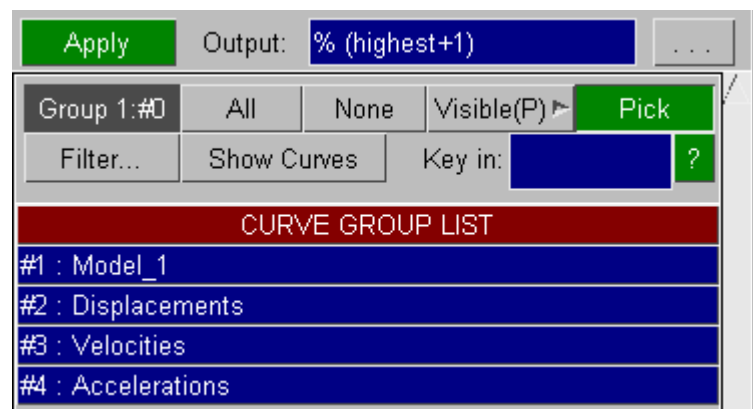 Apply Output: % (highest+1) ...
Group 1:#0 All None Visible(P) Pick
Filter... Show Curves Key in: ?
CURVE GROUP LIST
#1 : Model_1
#2 : Displacements
#3 : Velocities
#4 : Accelerations